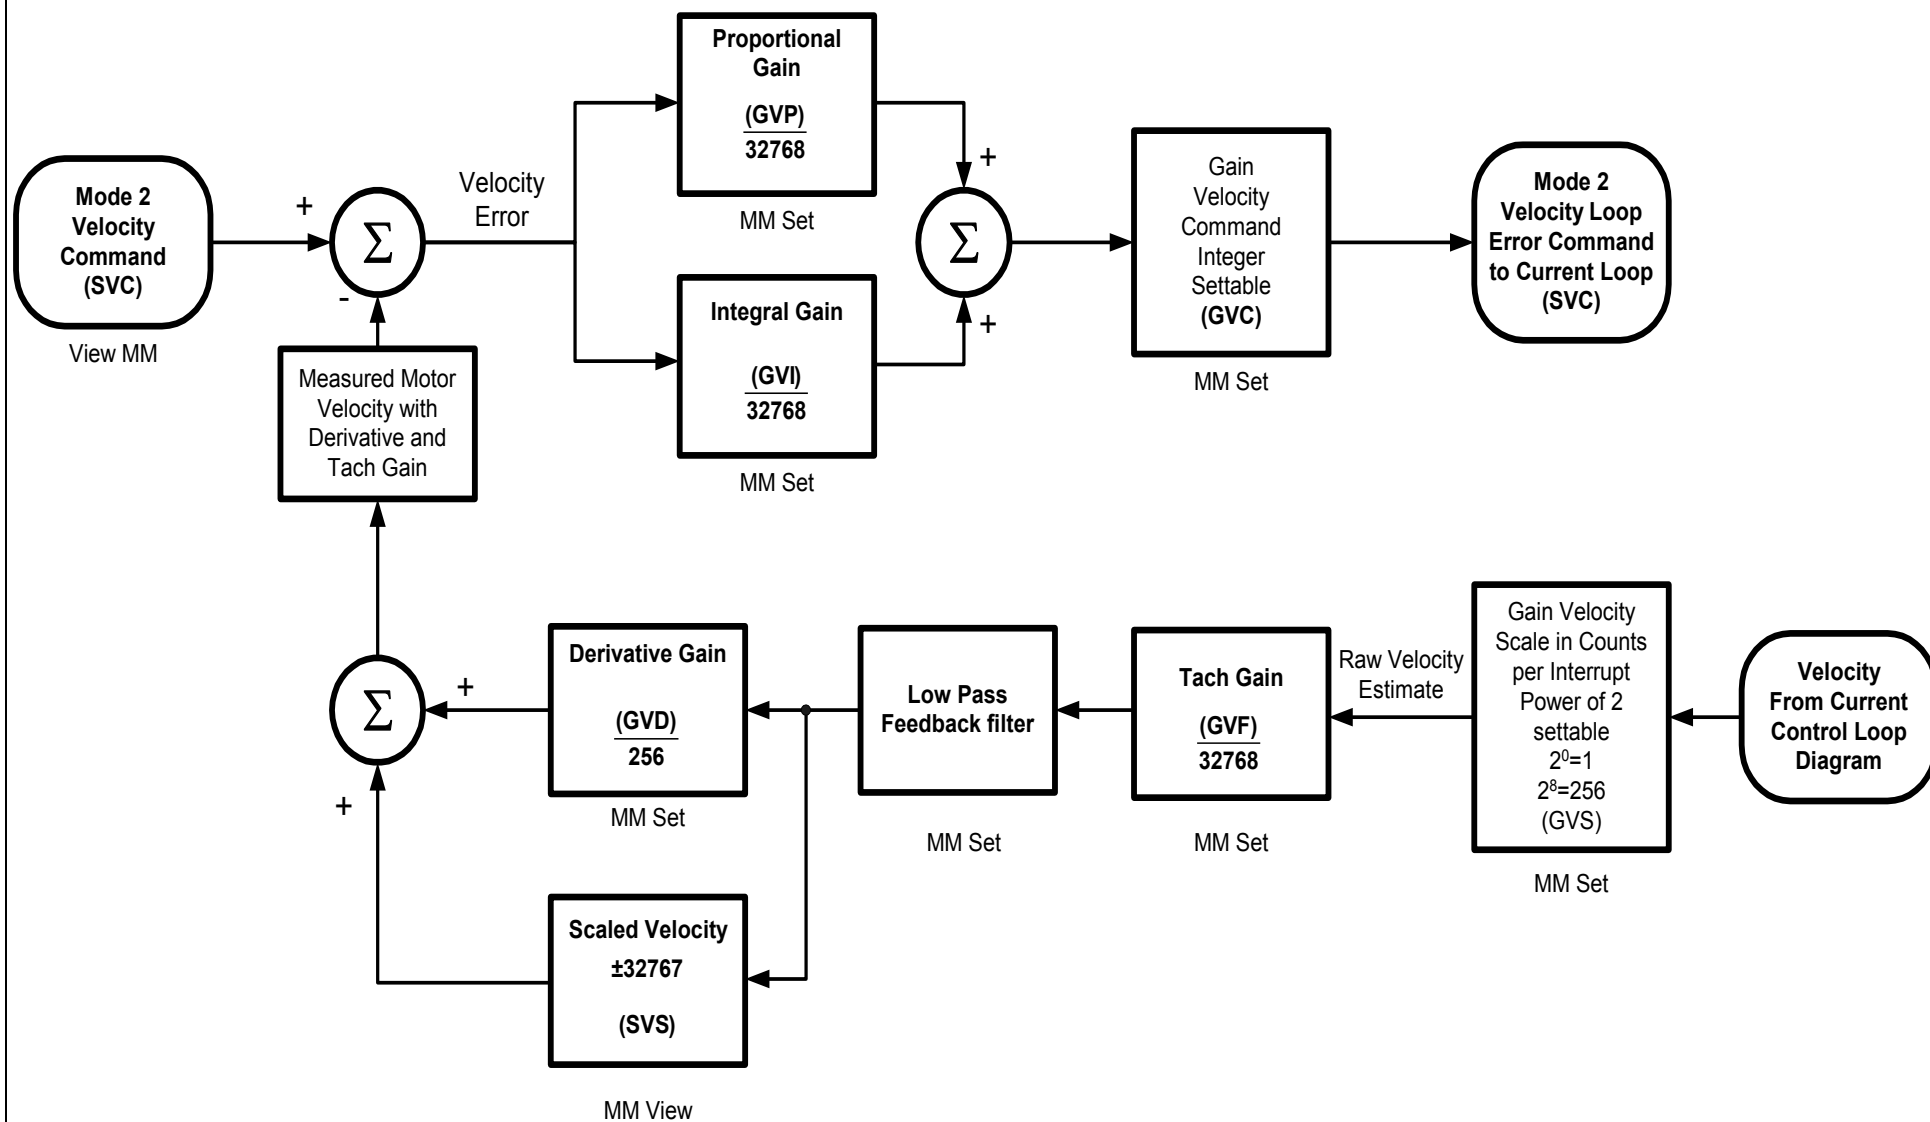 Mode 2
Velocity
Command
(SVC)
View MM
+
Σ
-
Velocity
Error
Proportional
Gain
(GVP)
32768
MM Set
Integral Gain
(GVI)
32768
MM Set
+
Σ
+
Gain
Velocity
Command
Integer
Settable
(GVC)
MM Set
Mode 2
Velocity Loop
Error Command
to Current Loop
(SVC)
Measured Motor
Velocity with
Derivative and
Tach Gain
Σ
+
+
Derivative Gain
(GVD)
256
MM Set
Scaled Velocity
±32767
(SVS)
MM View
Low Pass
Feedback filter
MM Set
Tach Gain
(GVF)
32768
MM Set
Raw Velocity
Estimate
Gain Velocity
Scale in Counts
per Interrupt
Power of 2
settable
2⁰=1
2⁸=256
(GVS)
MM Set
Velocity
From Current
Control Loop
Diagram